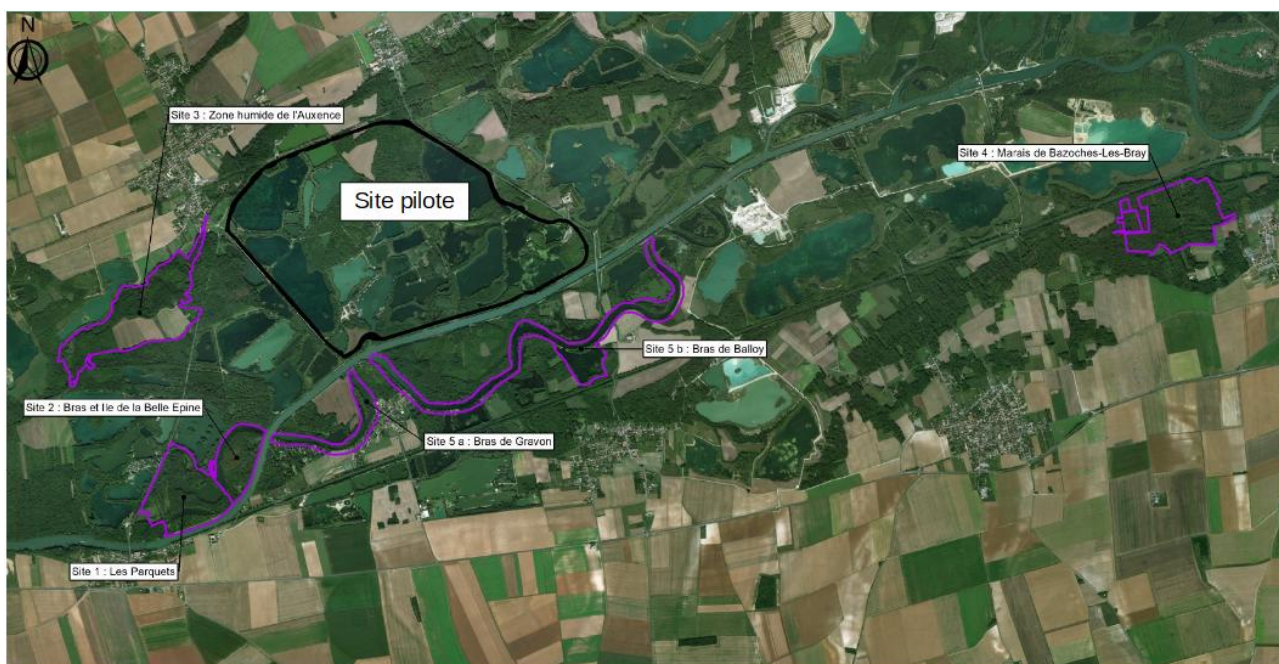 N
Site 3 : Zone humide de l'Auxence
Site 4 : Marais de Bazoches-Les-Bray
Site pilote
Site 5 b : Bras de Balloy
Site 2 : Bras et Ile de la Belle Epine
Site 5 a : Bras de Gravon
Site 1 : Les Parquets